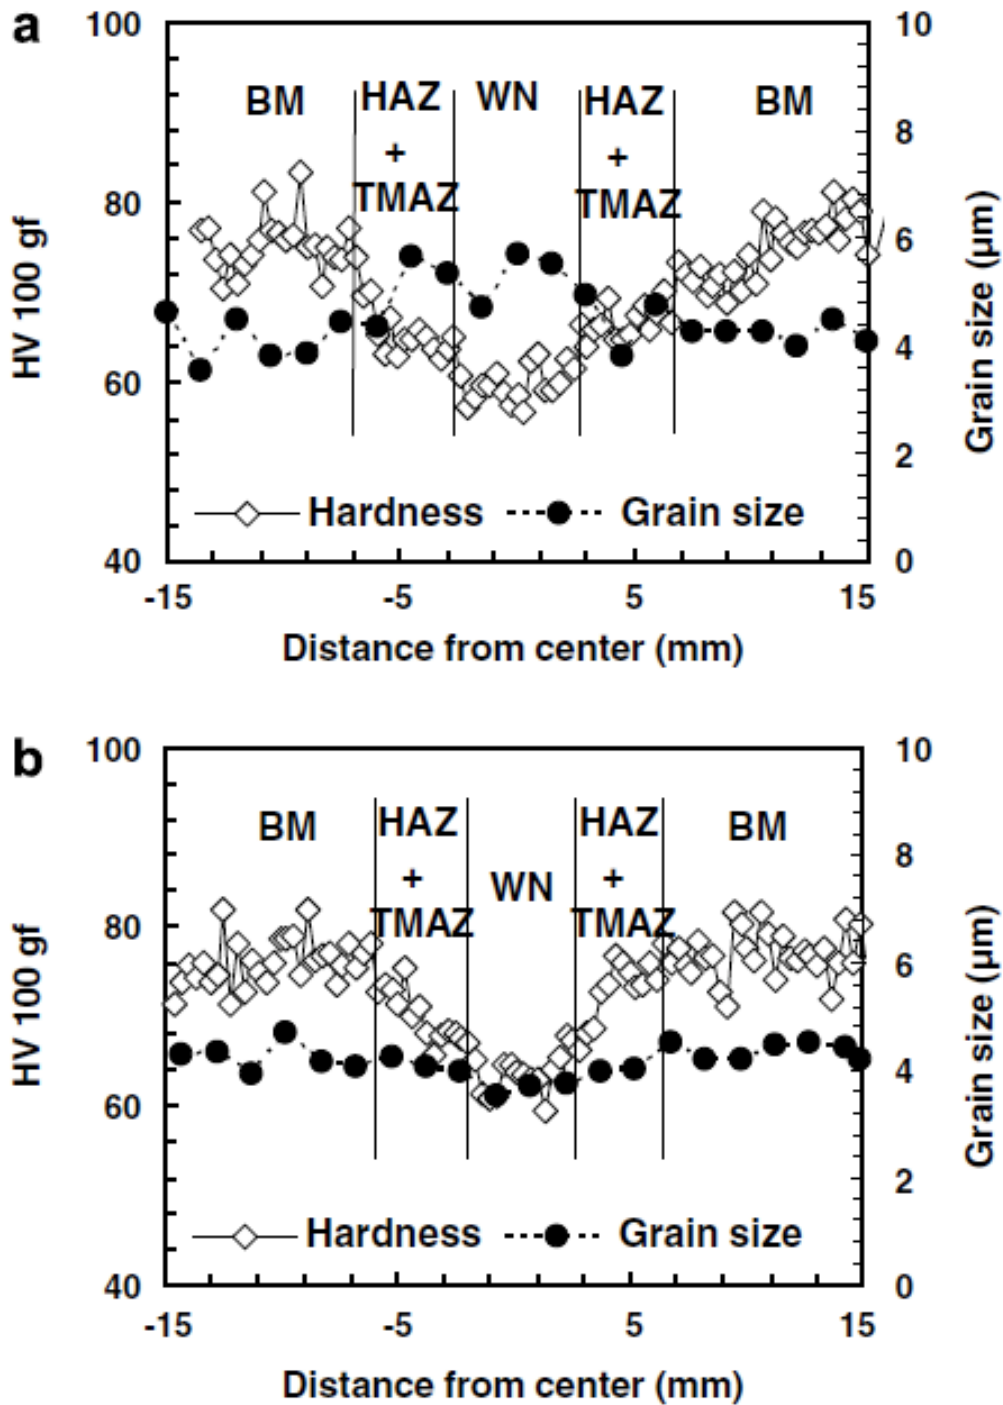 a
100
10
BM
HAZ
WN
HAZ
BM
+
+
TMAZ
TMAZ
80
8
60
6
40
4
2
0
HV 100 gf
Grain size (μm)
Hardness
Grain size
-15
-5
5
15
Distance from center (mm)
b
100
10
BM
HAZ
HAZ
BM
+
WN
+
TMAZ
TMAZ
80
8
60
6
40
4
2
0
HV 100 gf
Grain size (μm)
Hardness
Grain size
-15
-5
5
15
Distance from center (mm)